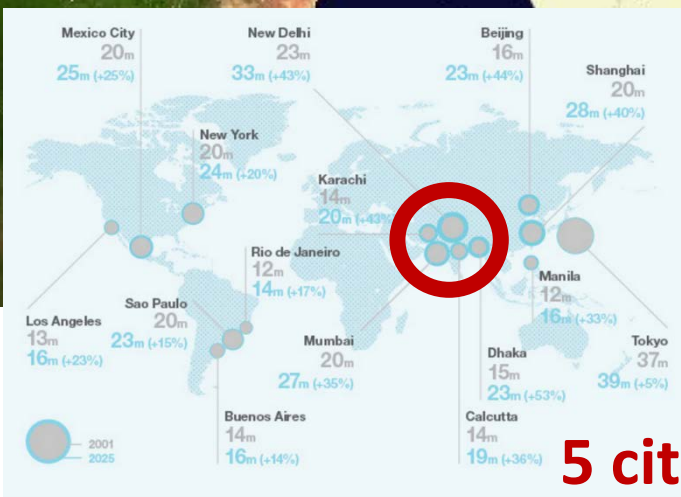 Mexico City
20m
25m (+25%)
New Delhi
23m
33m (+43%)
Beijing
16m
23m (+44%)
Shanghai
20m
28m (+40%)
New York
20m
24m (+20%)
Karachi
14m
20m (+43%
Rio de Janeiro
12m
14m (+17%)
Manila
12m
16m (+33%)
Los Angeles
13m
16m (+23%)
Sao Paulo
20m
23m (+15%)
Mumbai
20m
27m (+35%)
Dhaka
15m
23m (+53%)
Tokyo
37m
39m (+5%)
Buenos Aires
14m
16m (+14%)
Calcutta
14m
19m (+36%)
2001
2025
5 cit